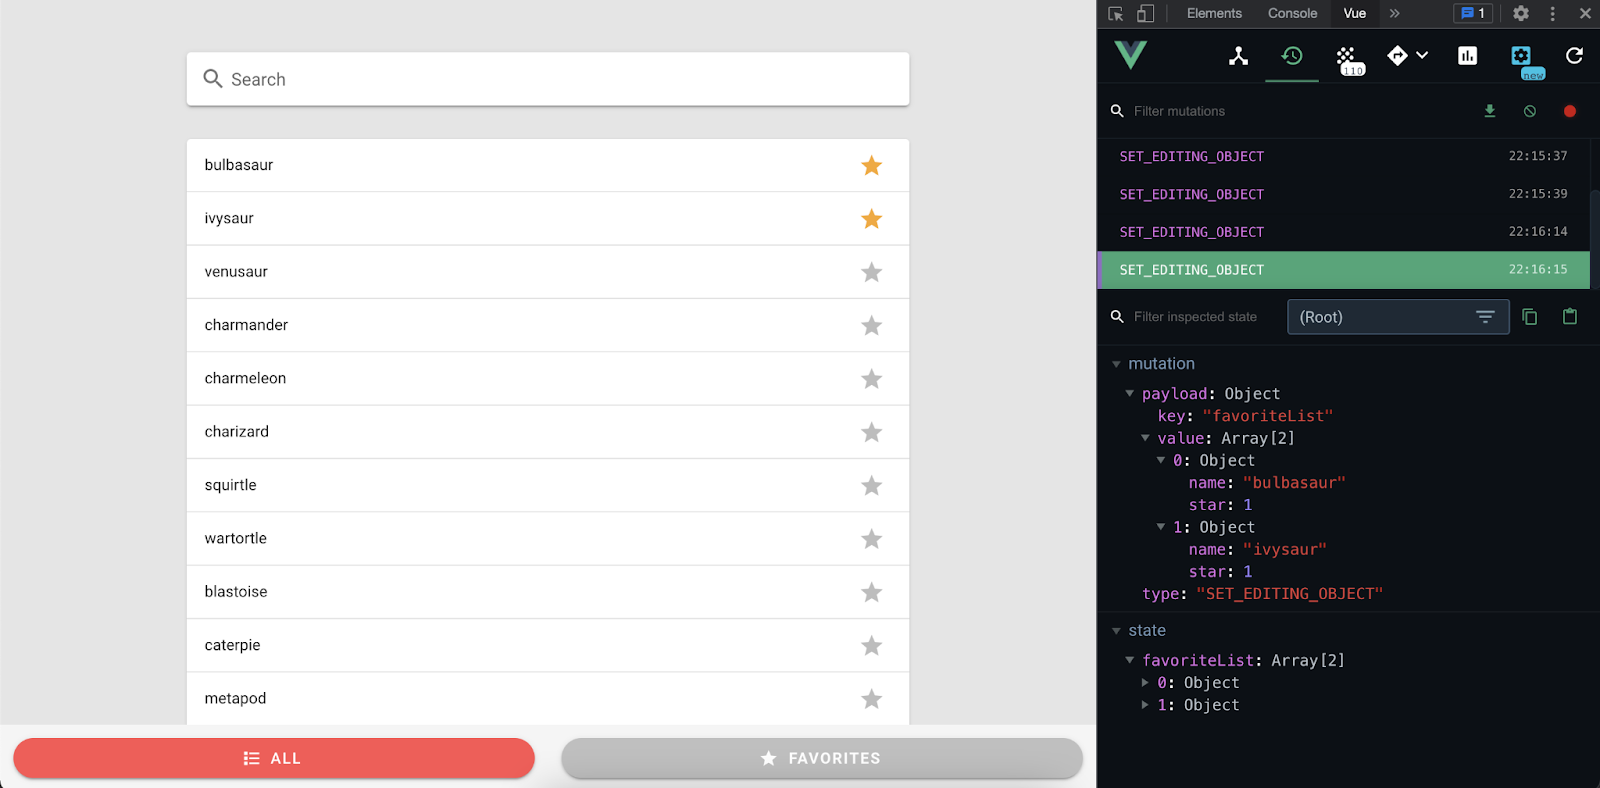 Search
bulbasaur
ivysaur
venusaur
charmander
charmeleon
charizard
squirtle
wartortle
blastoise
caterpie
metapod
ALL
FAVORITES
Elements Console Vue 1
110
new
Filter mutations
SET_EDITING_OBJECT 22:15:37
SET_EDITING_OBJECT 22:15:39
SET_EDITING_OBJECT 22:16:14
SET_EDITING_OBJECT 22:16:15
Filter inspected state (Root)
mutation
payload: Object
key: "favoriteList"
value: Array[2]
0: Object
name: "bulbasaur"
star: 1
1: Object
name: "ivysaur"
star: 1
type: "SET_EDITING_OBJECT"
state
favoriteList: Array[2]
0: Object
1: Object